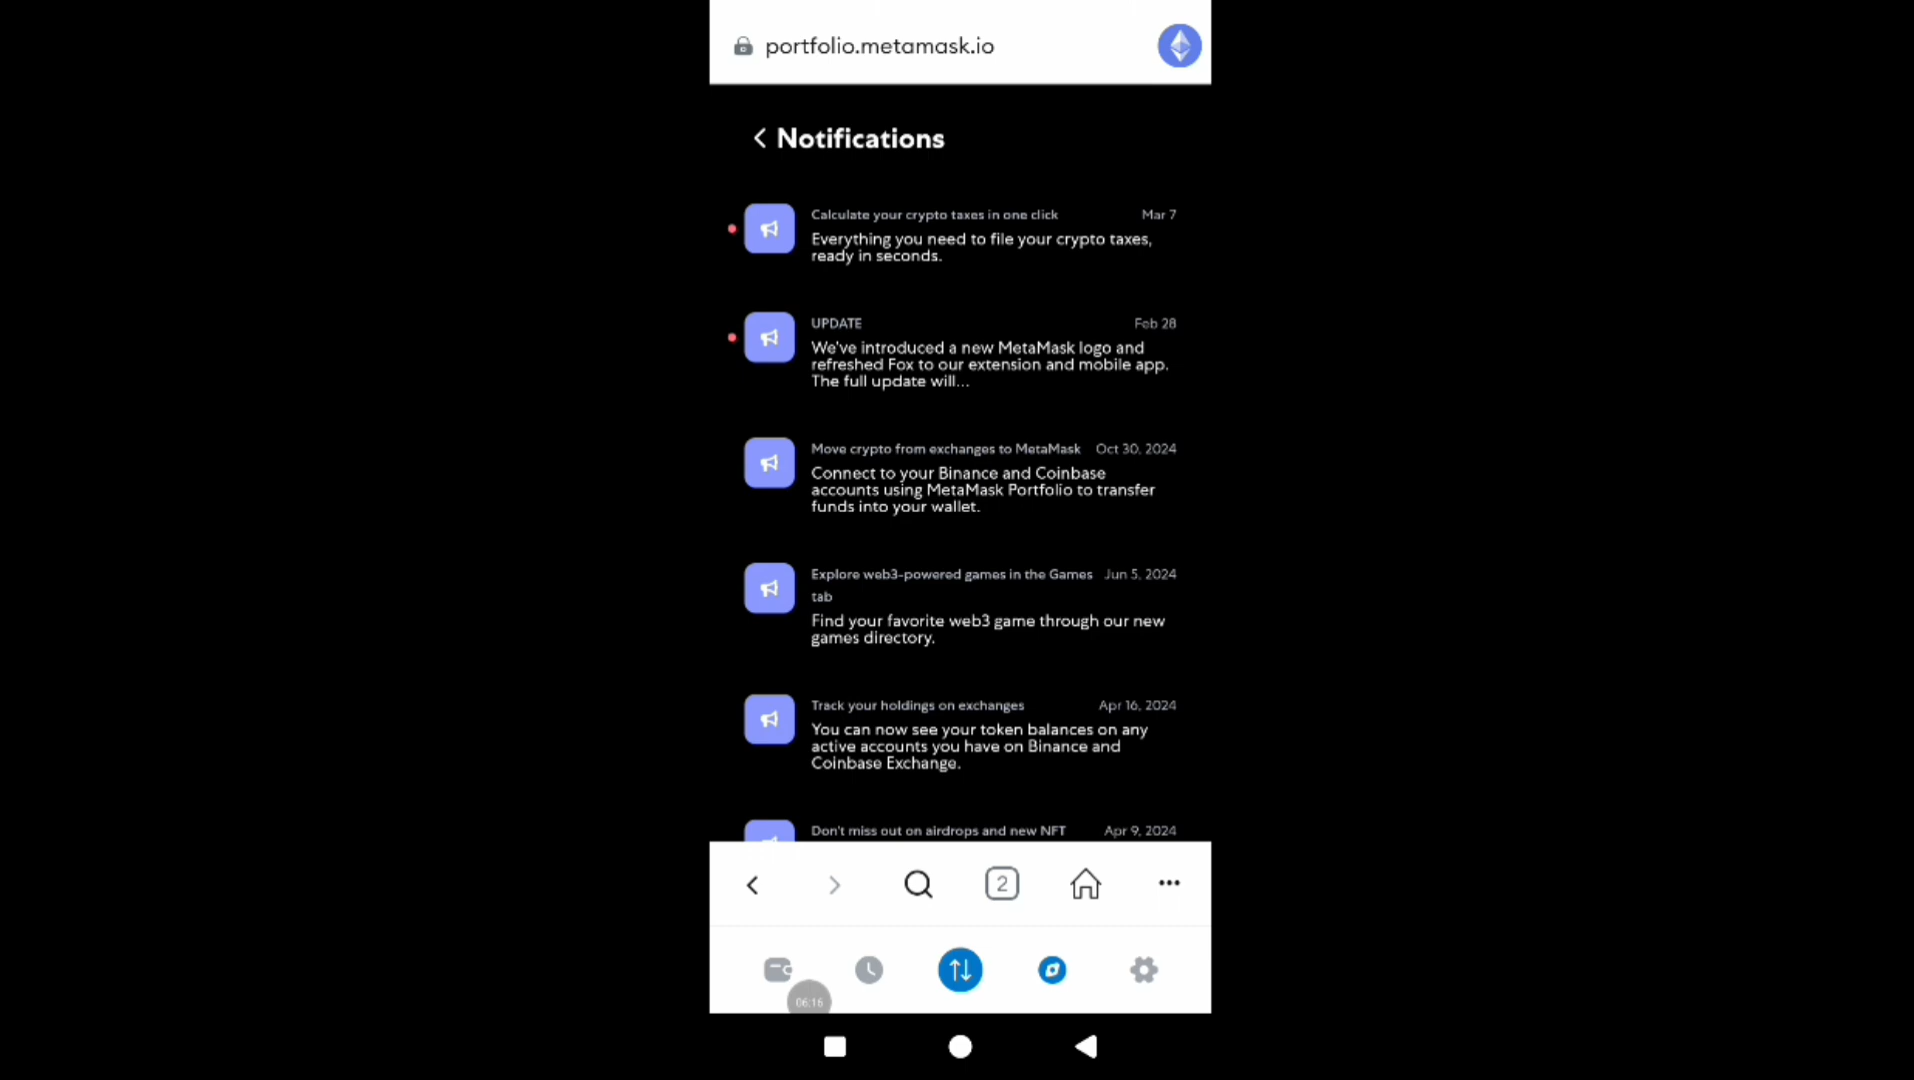 portfolio.metamask.io
Notifications
Calculate your crypto taxes in one click Mar 7
Everything you need to file your crypto taxes,
ready in seconds.
UPDATE Feb 28
We've introduced a new MetaMask logo and
refreshed Fox to our extension and mobile app.
The full update will...
Move crypto from exchanges to MetaMask Oct 30, 2024
Connect to your Binance and Coinbase
accounts using MetaMask Portfolio to transfer
funds into your wallet.
Explore web3-powered games in the Games Jun 5, 2024
tab
Find your favorite web3 game through our new
games directory.
Track your holdings on exchanges Apr 16, 2024
You can now see your token balances on any
active accounts you have on Binance and
Coinbase Exchange.
Don't miss out on airdrops and new NFT Apr 9, 2024
2
06:16